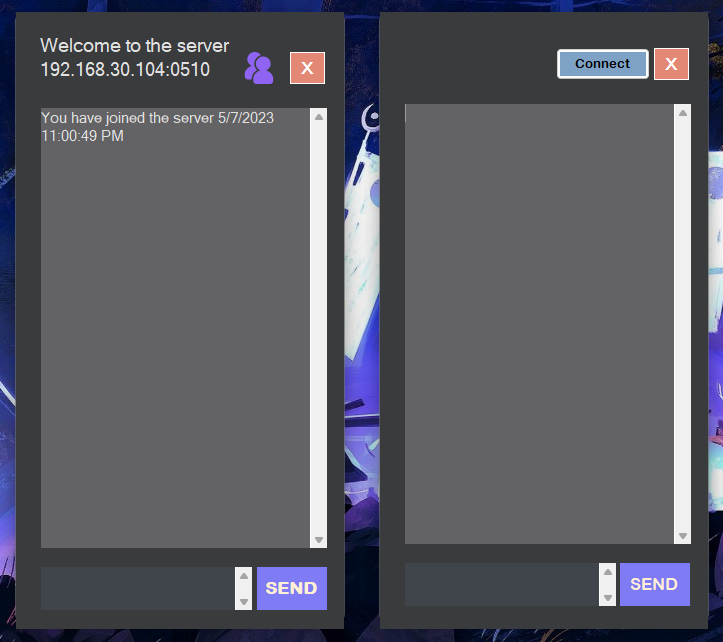 Welcome to the server
192.168.30.104:0510
X
You have joined the server 5/7/2023
11:00:49 PM
SEND
Connect
X
SEND